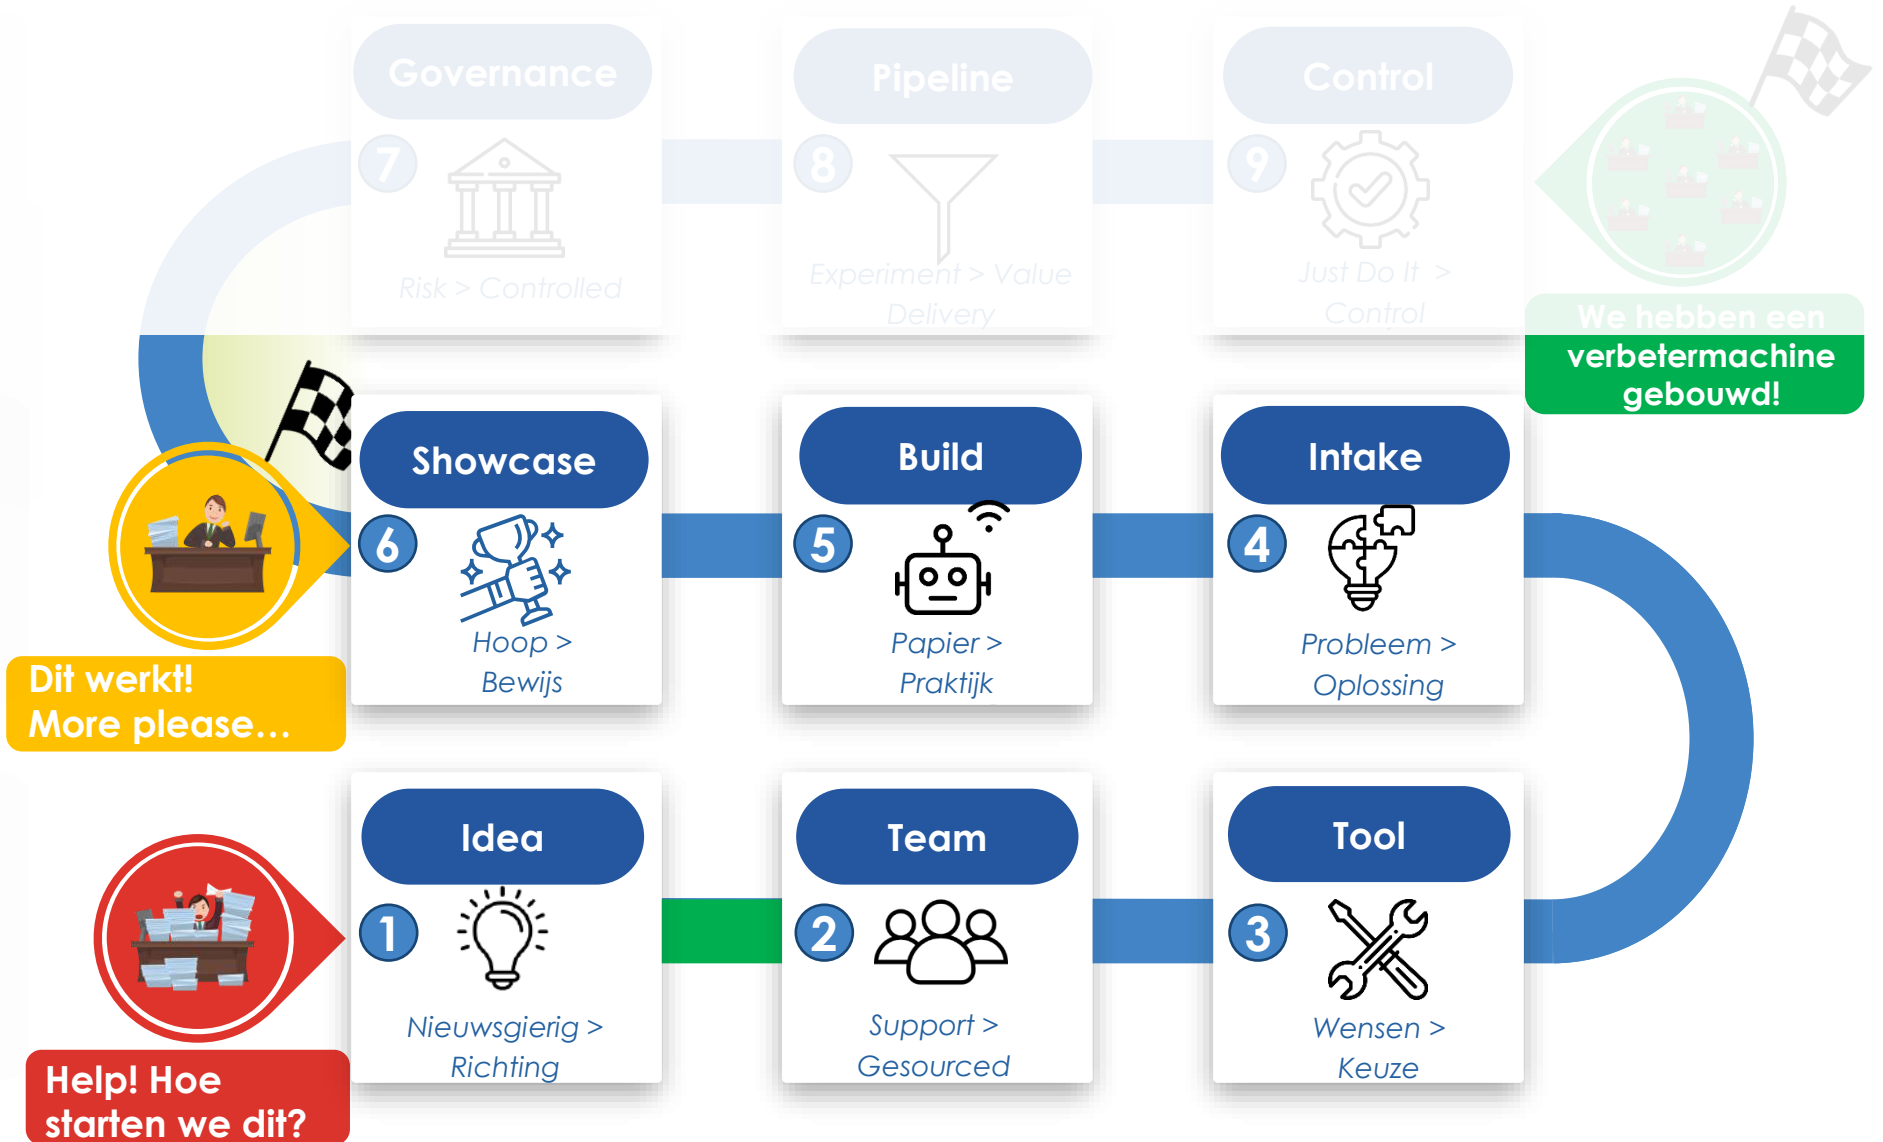 Governance
7
Risk > Controlled
Pipeline
8
Experiment > Value
Delivery
Control
9
Just Do It >
Control
We hebben een
verbetermachine
gebouwd!
Showcase
6
Hoop >
Bewijs
Build
5
Papier >
Praktijk
Intake
4
Probleem >
Oplossing
Dit werkt!
More please...
Idea
1
Nieuwsgierig >
Richting
Team
2
Support >
Gesourced
Tool
3
Wensen >
Keuze
Help! Hoe
starten we dit?